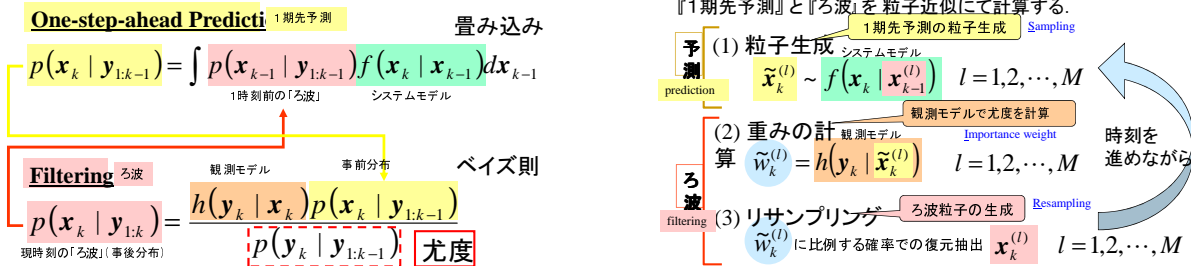 One-step-ahead Predicti
1期先予測
畳み込み
p(x_k | y_{1:k-1}) = ∫ p(x_{k-1} | y_{1:k-1}) f(x_k | x_{k-1}) dx_{k-1}
1時刻前の「ろ波」
システムモデル
Filtering ろ波
観測モデル
事前分布
ベイズ則
p(x_k | y_{1:k}) = h(y_k | x_k) p(x_k | y_{1:k-1}) / p(y_k | y_{1:k-1})
現時刻の「ろ波」(事後分布)
尤度
『1期先予測』と『ろ波』を 粒子近似にて計算する.
予測
prediction
(1) 粒子生成
1期先予測の粒子生成
Sampling
システムモデル
x̃_k^{(l)} ~ f(x_k | x_{k-1}^{(l)}) l = 1,2,⋯,M
ろ波
filtering
(2) 重みの計算
観測モデルで尤度を計算
観測モデル
Importance weight
w̃_k^{(l)} = h(y_k | x̃_k^{(l)}) l = 1,2,⋯,M
時刻を
進めながら
(3) リサンプリング
ろ波粒子の生成
Resampling
w̃_k^{(l)} に比例する確率での復元抽出 x_k^{(l)} l = 1,2,⋯,M